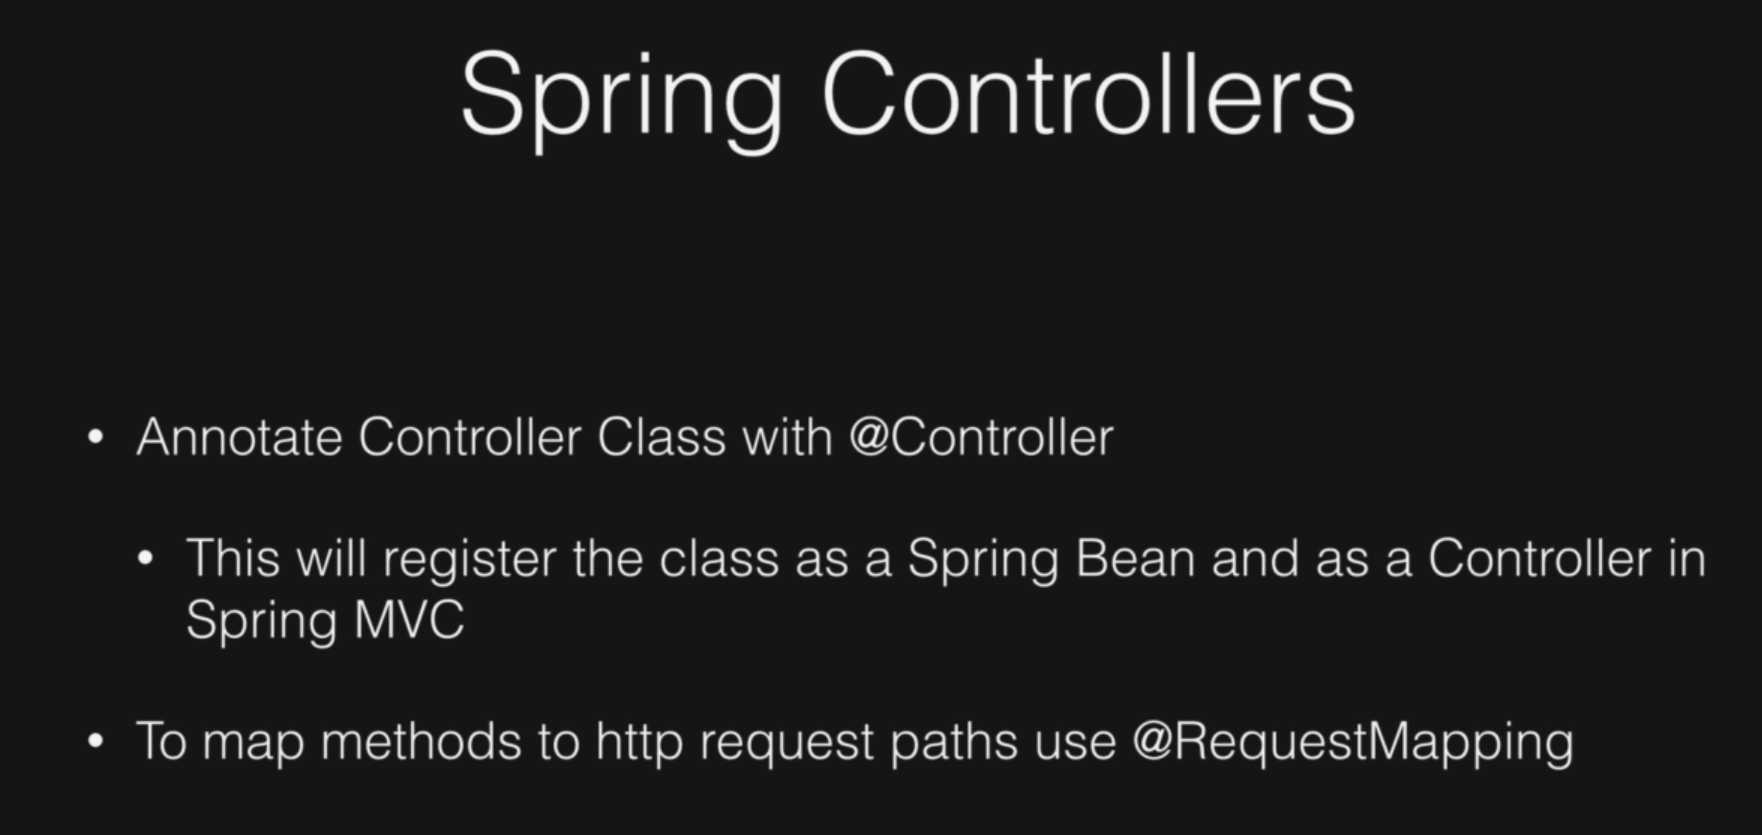 Spring Controllers
• Annotate Controller Class with @Controller
• This will register the class as a Spring Bean and as a Controller in
Spring MVC
• To map methods to http request paths use @RequestMapping